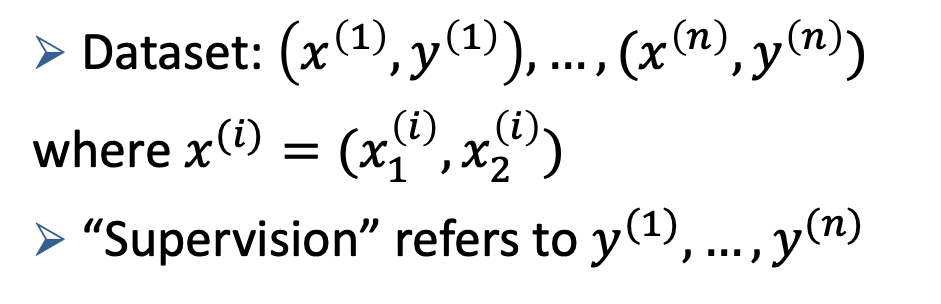 ➢ Dataset: (x⁽¹⁾, y⁽¹⁾), ... , (x⁽ⁿ⁾, y⁽ⁿ⁾)
where x⁽ⁱ⁾ = (x₁⁽ⁱ⁾, x₂⁽ⁱ⁾)
➢ “Supervision” refers to y⁽¹⁾, ... , y⁽ⁿ⁾